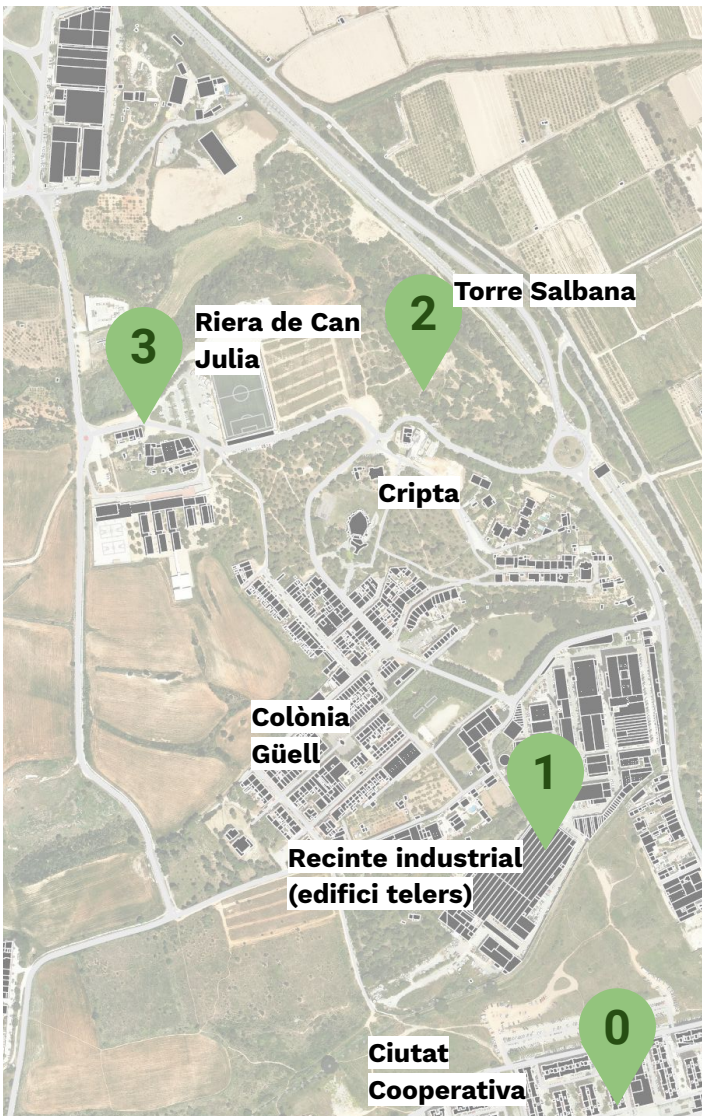 Torre Salbana
2
Riera de Can
Julia
3
Cripta
Colònia
Güell
1
Recinte industrial
(edifici telers)
0
Ciutat
Cooperativa